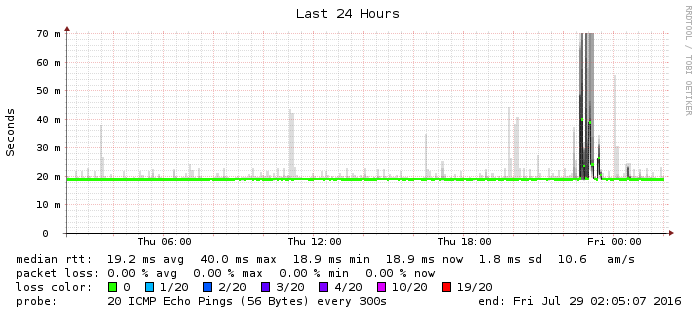 Last 24 Hours
RRDTOOL / TOBI OETIKER
Seconds
70 m
60 m
50 m
40 m
30 m
20 m
10 m
0
Thu 06:00 Thu 12:00 Thu 18:00 Fri 00:00
median rtt: 19.2 ms avg 40.0 ms max 18.9 ms min 18.9 ms now 1.8 ms sd 10.6 am/s
packet loss: 0.00 % avg 0.00 % max 0.00 % min 0.00 % now
loss color: 0 1/20 2/20 3/20 4/20 10/20 19/20
probe: 20 ICMP Echo Pings (56 Bytes) every 300s end: Fri Jul 29 02:05:07 2016